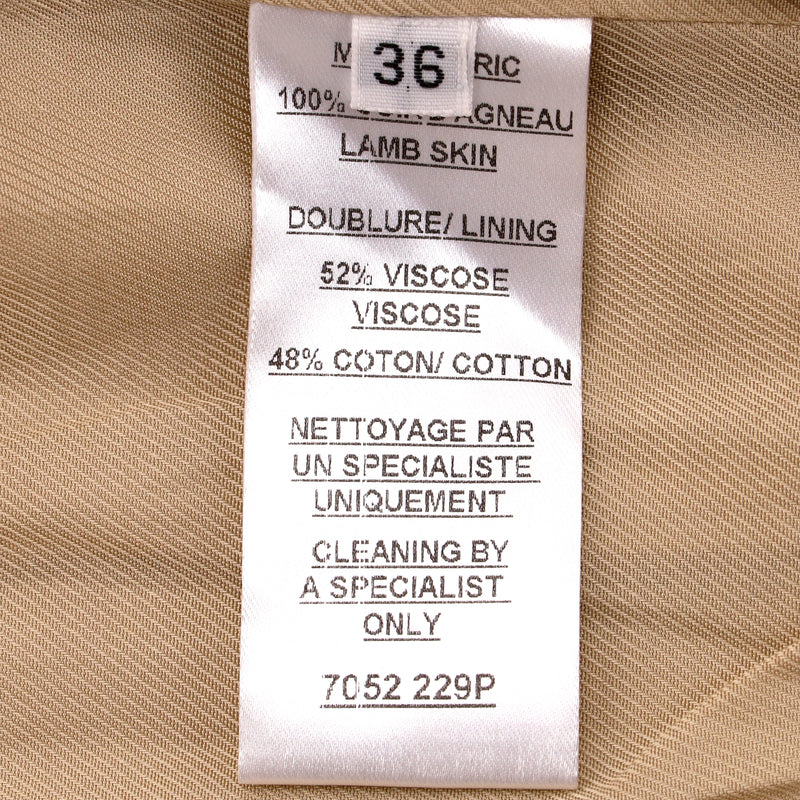 36
100%
D'AGNEAU
LAMB SKIN
DOUBLURE/ LINING
52% VISCOSE
VISCOSE
48% COTON/ COTTON
NETTOYAGE PAR
UN SPECIALISTE
UNIQUEMENT
CLEANING BY
A SPECIALIST
ONLY
7052 229P